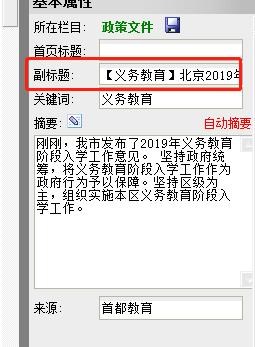 基本属性
所在栏目: 政策文件
首页标题:
副标题: 【义务教育】北京2019年
关键词: 义务教育
摘要: 自动摘要
刚刚，我市发布了2019年义务教育
阶段入学工作意见。 坚持政府统
筹，将义务教育阶段入学工作作为
政府行为予以保障。坚持区级为
主，组织实施本区义务教育阶段入
学工作。
来源: 首都教育